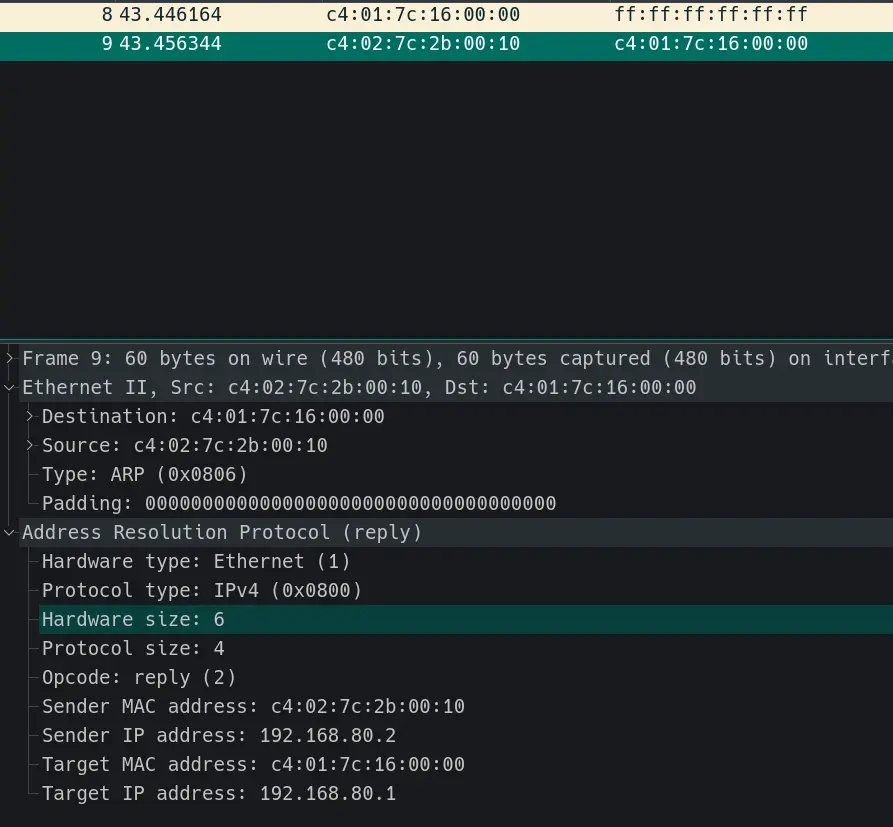 8 43.446164 c4:01:7c:16:00:00 ff:ff:ff:ff:ff:ff
9 43.456344 c4:02:7c:2b:00:10 c4:01:7c:16:00:00
Frame 9: 60 bytes on wire (480 bits), 60 bytes captured (480 bits) on interf
Ethernet II, Src: c4:02:7c:2b:00:10, Dst: c4:01:7c:16:00:00
Destination: c4:01:7c:16:00:00
Source: c4:02:7c:2b:00:10
Type: ARP (0x0806)
Padding: 000000000000000000000000000000000000
Address Resolution Protocol (reply)
Hardware type: Ethernet (1)
Protocol type: IPv4 (0x0800)
Hardware size: 6
Protocol size: 4
Opcode: reply (2)
Sender MAC address: c4:02:7c:2b:00:10
Sender IP address: 192.168.80.2
Target MAC address: c4:01:7c:16:00:00
Target IP address: 192.168.80.1